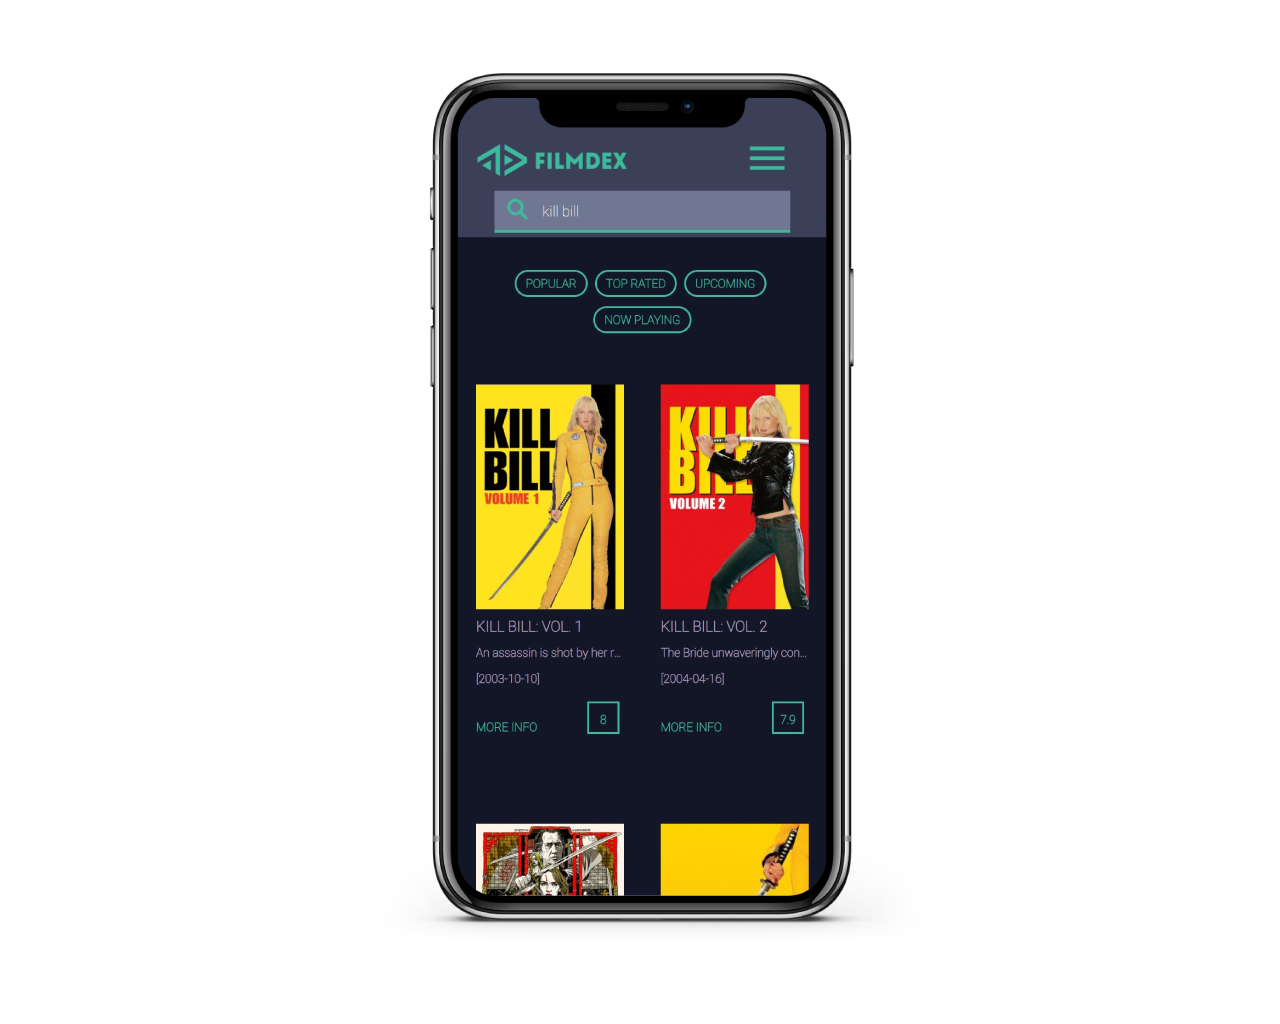 FILMDEX
kill bill
POPULAR
TOP RATED
UPCOMING
NOW PLAYING
KILL
BILL
VOLUME 1
KILL
BILL
VOLUME 2
KILL BILL: VOL. 1
An assassin is shot by her r...
[2003-10-10]
MORE INFO
8
KILL BILL: VOL. 2
The Bride unwaveringly con...
[2004-04-16]
MORE INFO
7.9